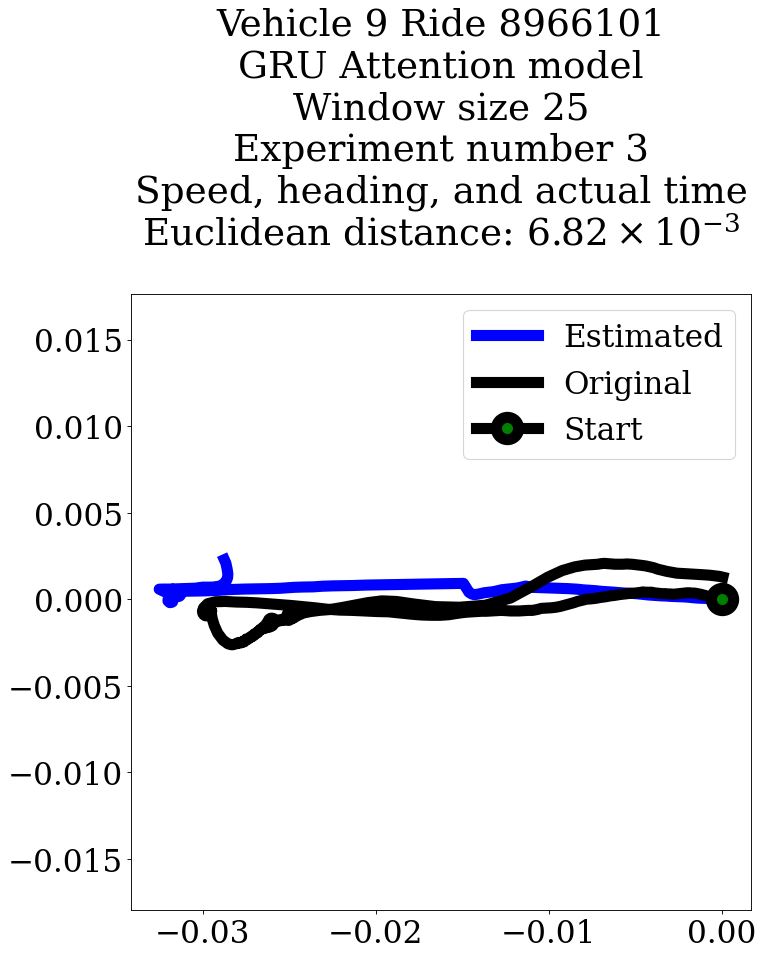 Vehicle 9 Ride 8966101
GRU Attention model
Window size 25
Experiment number 3
Speed, heading, and actual time
Euclidean distance: 6.82 × 10⁻³
Estimated
Original
Start
0.015
0.010
0.005
0.000
−0.005
−0.010
−0.015
−0.03
−0.02
−0.01
0.00